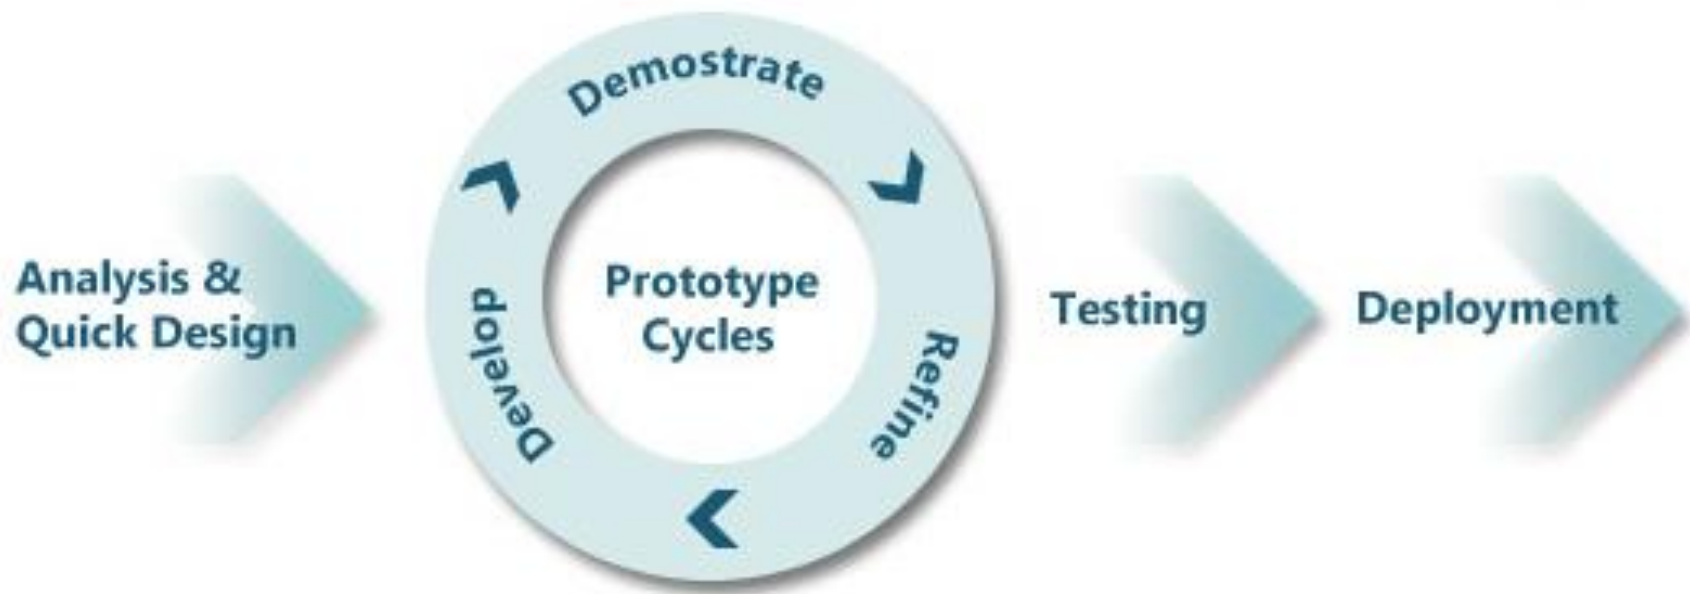 Analysis &
Quick Design
Demostrate
Refine
Develop
Prototype
Cycles
Testing
Deployment